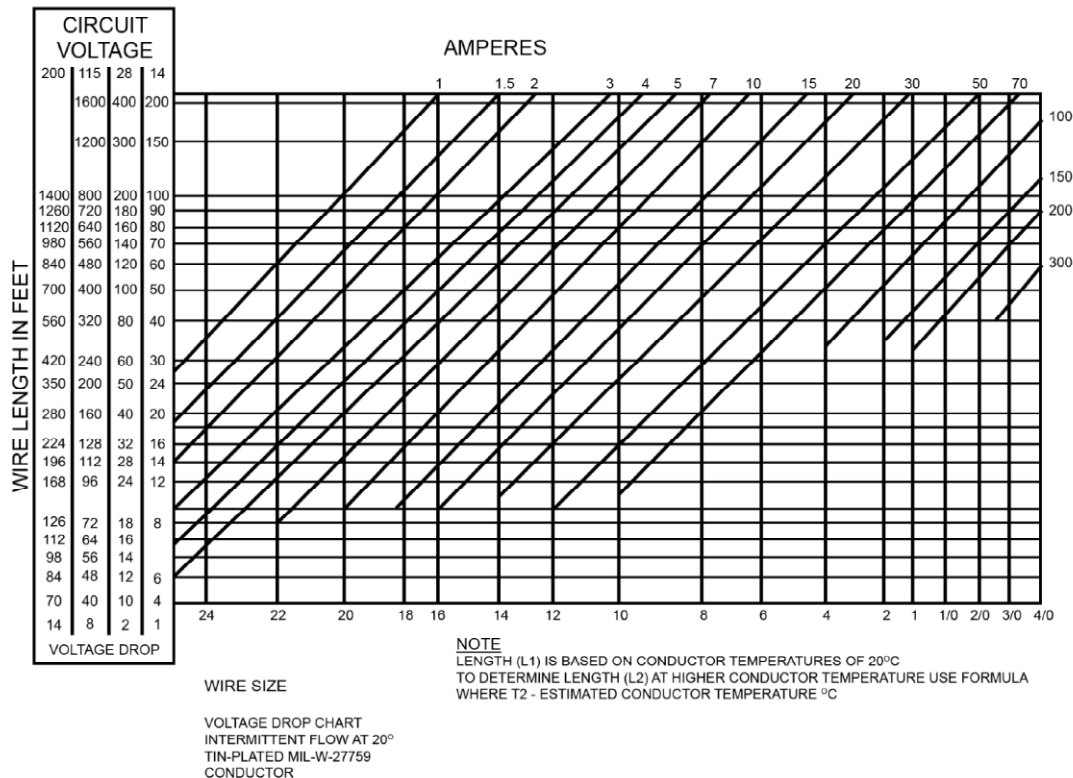 CIRCUIT
VOLTAGE
200 115 28 14
1600 400 200
1200 300 150
1400 800 200 100
1260 720 180 90
1120 640 160 80
980 560 140 70
840 480 120 60
700 400 100 50
560 320 80 40
420 240 60 30
350 200 50 24
280 160 40 20
224 128 32 16
196 112 28 14
168 96 24 12
126 72 18 8
112 64 16
98 56 14
84 48 12 6
70 40 10 4
14 8 2 1
VOLTAGE DROP
WIRE LENGTH IN FEET
AMPERES
1 1.5 2 3 4 5 7 10 15 20 30 50 70
100
150
200
300
24 22 20 18 16 14 12 10 8 6 4 2 1 1/0 2/0 3/0 4/0
WIRE SIZE
VOLTAGE DROP CHART
INTERMITTENT FLOW AT 20°
TIN-PLATED MIL-W-27759
CONDUCTOR
NOTE
LENGTH (L1) IS BASED ON CONDUCTOR TEMPERATURES OF 20°C
TO DETERMINE LENGTH (L2) AT HIGHER CONDUCTOR TEMPERATURE USE FORMULA
WHERE T2 - ESTIMATED CONDUCTOR TEMPERATURE °C